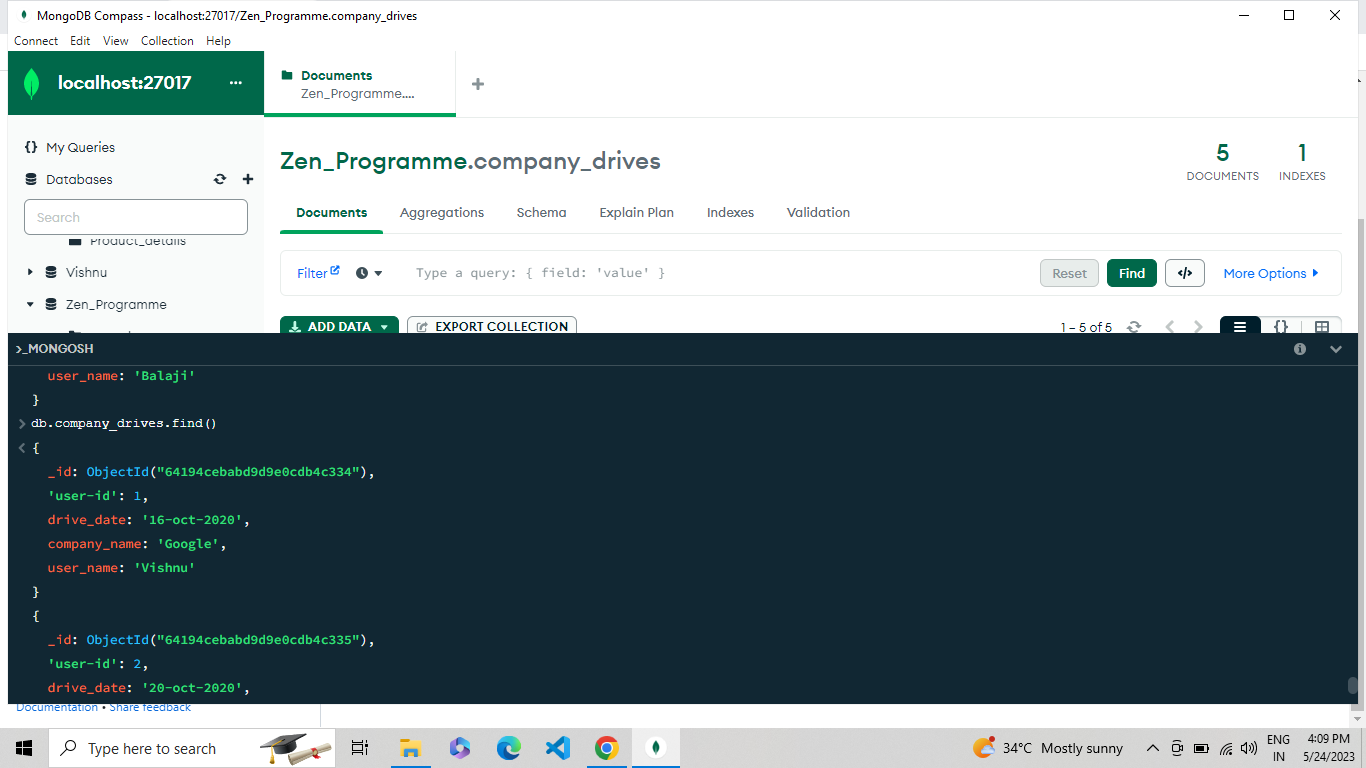 MongoDB Compass - localhost:27017/Zen_Programme.company_drives
Connect Edit View Collection Help
localhost:27017 ...
Documents
Zen_Programme....
My Queries
Databases
Search
Product_details
Vishnu
Zen_Programme
Zen_Programme.company_drives
5
DOCUMENTS
1
INDEXES
Documents Aggregations Schema Explain Plan Indexes Validation
Filter Type a query: { field: 'value' } Reset Find </> More Options
ADD DATA EXPORT COLLECTION 1 – 5 of 5 {}
>_MONGOSH
user_name: 'Balaji'
}
> db.company_drives.find()
< {
_id: ObjectId("64194cebabd9d9e0cdb4c334"),
'user-id': 1,
drive_date: '16-oct-2020',
company_name: 'Google',
user_name: 'Vishnu'
}
{
_id: ObjectId("64194cebabd9d9e0cdb4c335"),
'user-id': 2,
drive_date: '20-oct-2020',
Documentation • Share feedback
Type here to search
34°C Mostly sunny
ENG
IN
4:09 PM
5/24/2023